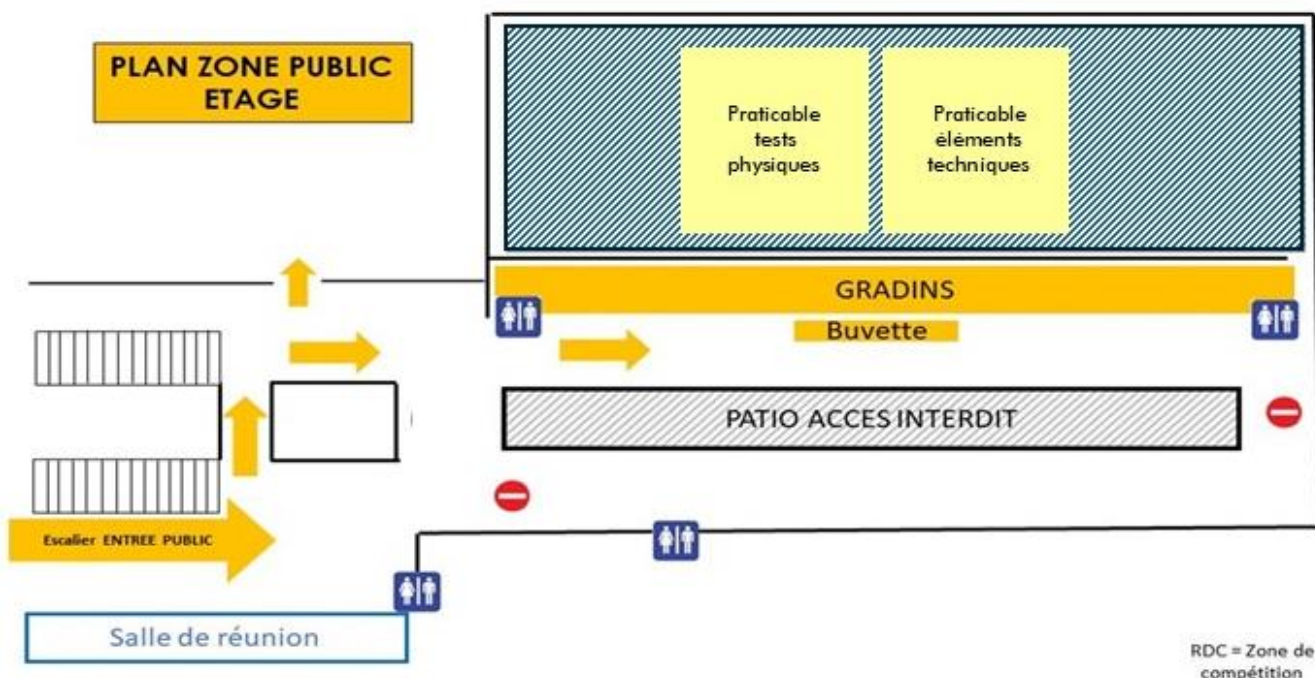 PLAN ZONE PUBLIC
ETAGE
Praticable
tests
physiques
Praticable
éléments
techniques
GRADINS
Buvette
PATIO ACCES INTERDIT
Escalier ENTREE PUBLIC
Salle de réunion
RDC = Zone de
compétition